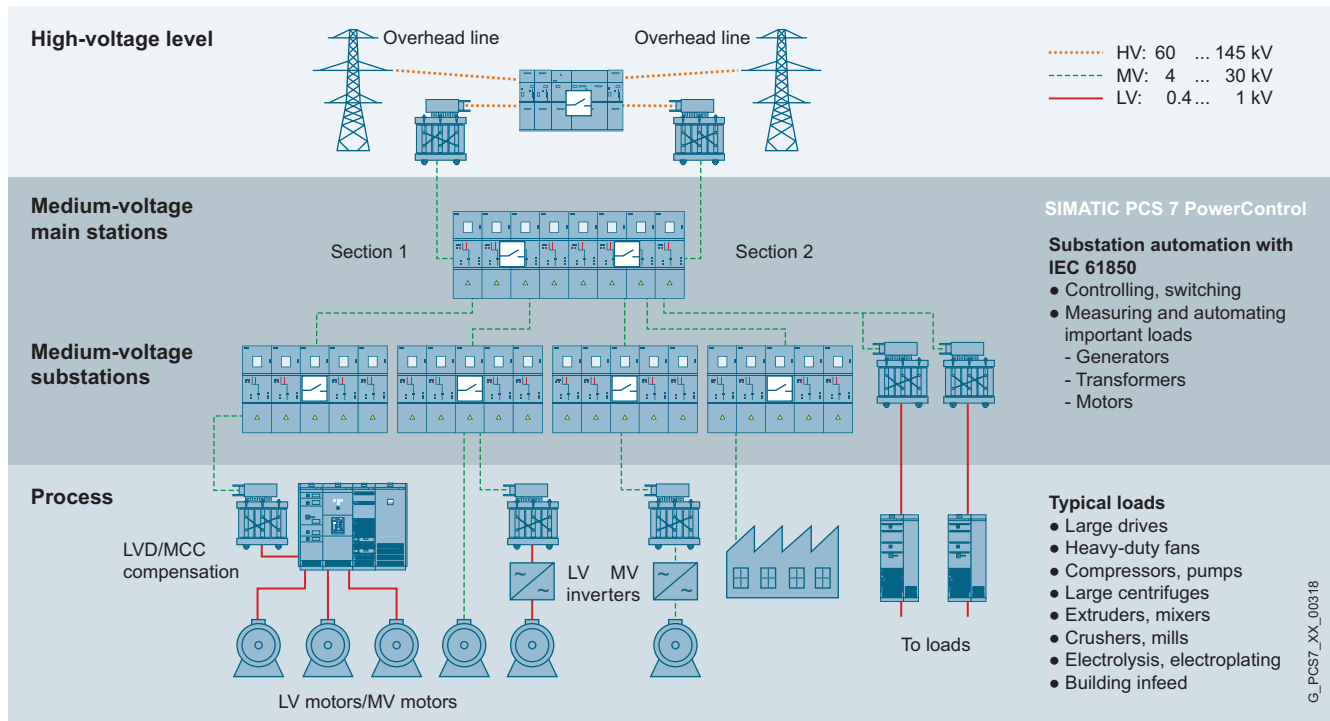 High-voltage level
Overhead line
Overhead line
HV: 60 ... 145 kV
MV: 4 ... 30 kV
LV: 0.4 ... 1 kV
Medium-voltage
main stations
Section 1
Section 2
SIMATIC PCS 7 PowerControl
Substation automation with
IEC 61850
● Controlling, switching
● Measuring and automating
important loads
- Generators
- Transformers
- Motors
Medium-voltage
substations
Process
LVD/MCC
compensation
LV MV
inverters
LV motors/MV motors
To loads
Typical loads
● Large drives
● Heavy-duty fans
● Compressors, pumps
● Large centrifuges
● Extruders, mixers
● Crushers, mills
● Electrolysis, electroplating
● Building infeed
G_PCS7_XX_00318